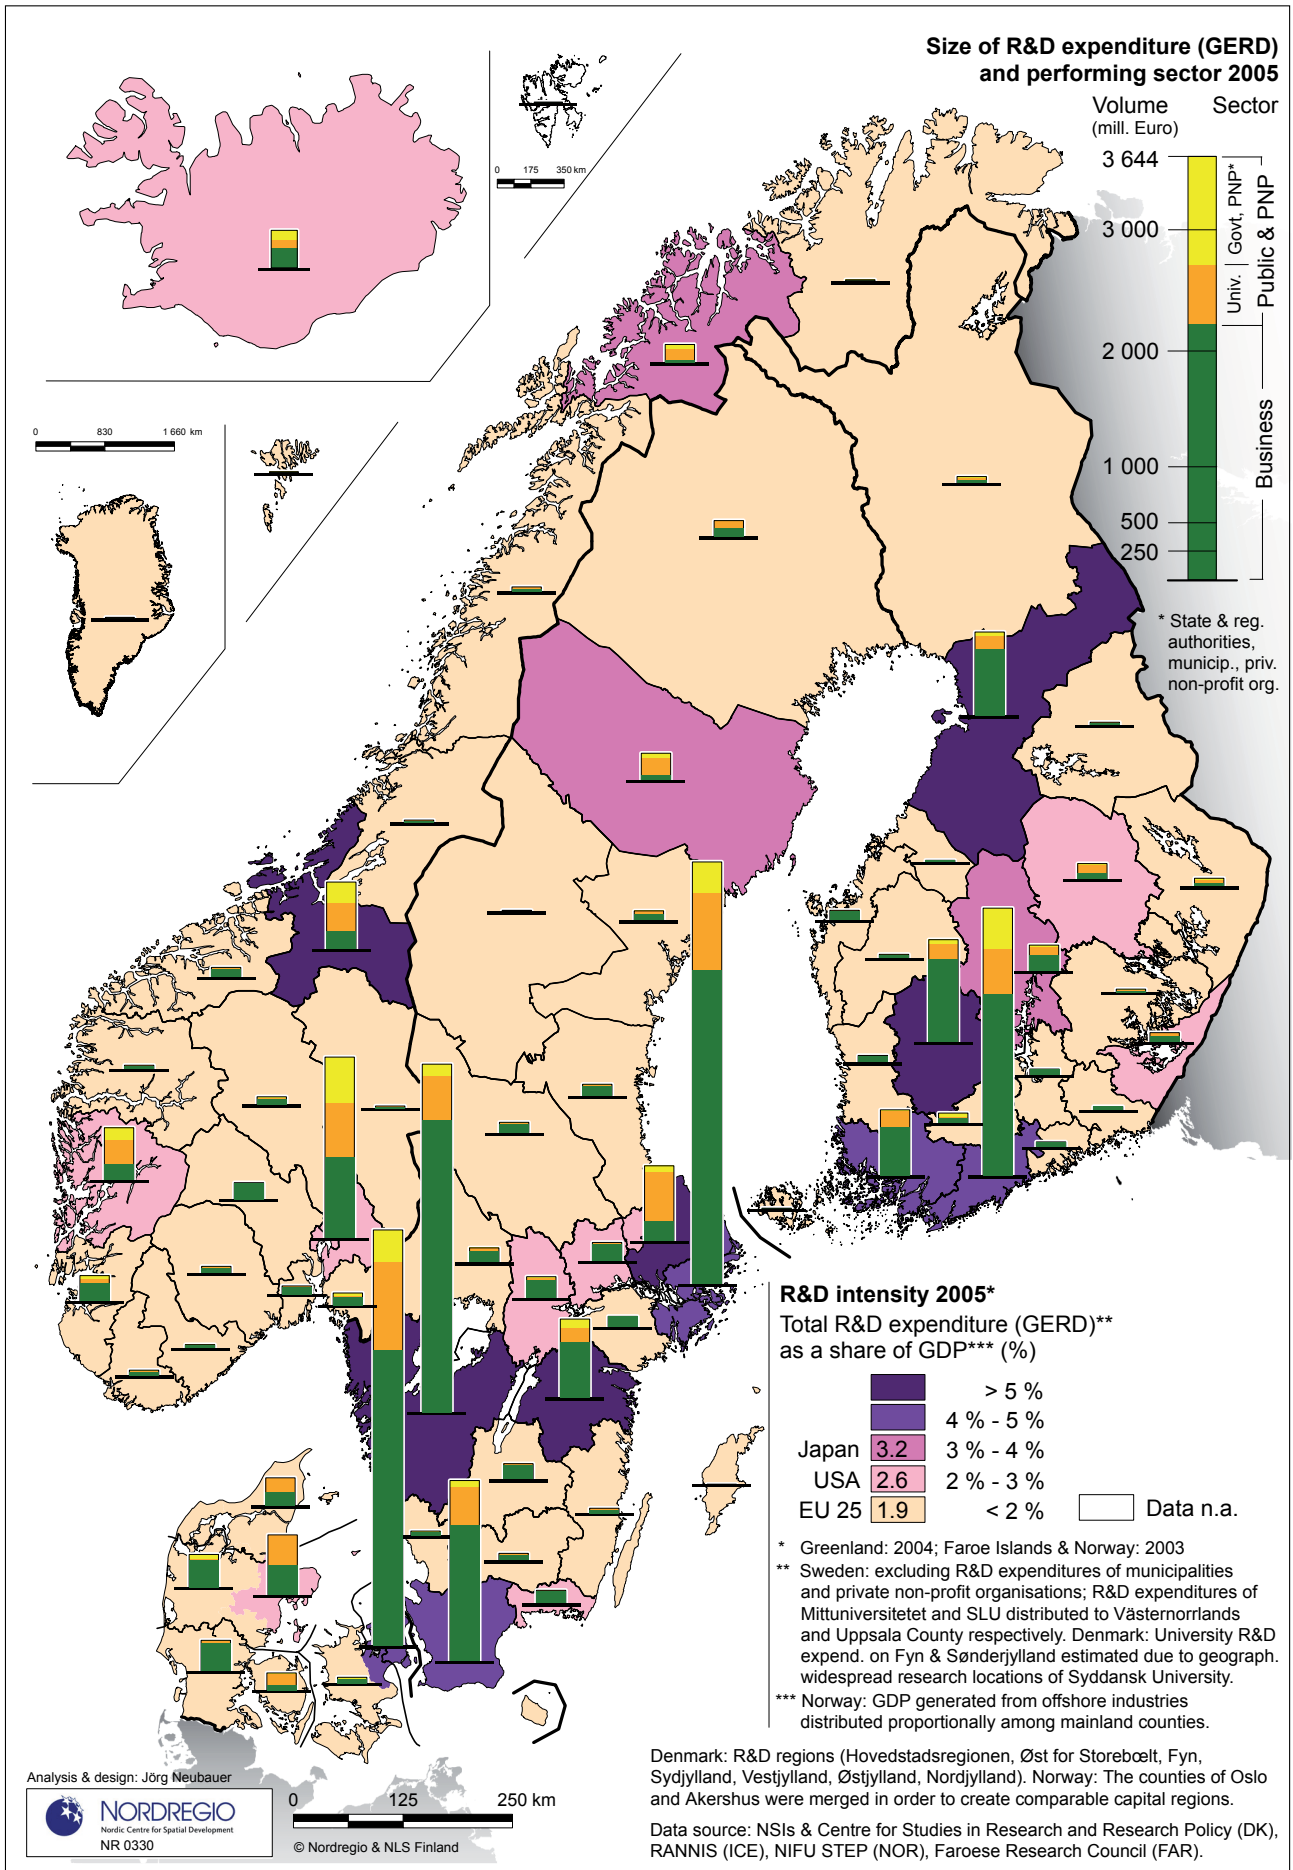 Size of R&D expenditure (GERD)
and performing sector 2005
Volume
(mill. Euro)
Sector
3 644
3 000
2 000
1 000
500
250
Govt, PNP*
Univ.
Public & PNP
Business
* State & reg.
authorities,
municip., priv.
non-profit org.
0 175 350 km
0 830 1 660 km
R&D intensity 2005*
Total R&D expenditure (GERD)**
as a share of GDP*** (%)
> 5 %
4 % - 5 %
Japan 3.2 3 % - 4 %
USA 2.6 2 % - 3 %
EU 25 1.9 < 2 %
Data n.a.
* Greenland: 2004; Faroe Islands & Norway: 2003
** Sweden: excluding R&D expenditures of municipalities
and private non-profit organisations; R&D expenditures of
Mittuniversitetet and SLU distributed to Västernorrlands
and Uppsala County respectively. Denmark: University R&D
expend. on Fyn & Sønderjylland estimated due to geograph.
widespread research locations of Syddansk University.
*** Norway: GDP generated from offshore industries
distributed proportionally among mainland counties.
Denmark: R&D regions (Hovedstadsregionen, Øst for Storebœlt, Fyn,
Sydjylland, Vestjylland, Østjylland, Nordjylland). Norway: The counties of Oslo
and Akershus were merged in order to create comparable capital regions.
Data source: NSIs & Centre for Studies in Research and Research Policy (DK),
RANNIS (ICE), NIFU STEP (NOR), Faroese Research Council (FAR).
Analysis & design: Jörg Neubauer
NORDREGIO
Nordic Centre for Spatial Development
NR 0330
0 125 250 km
© Nordregio & NLS Finland